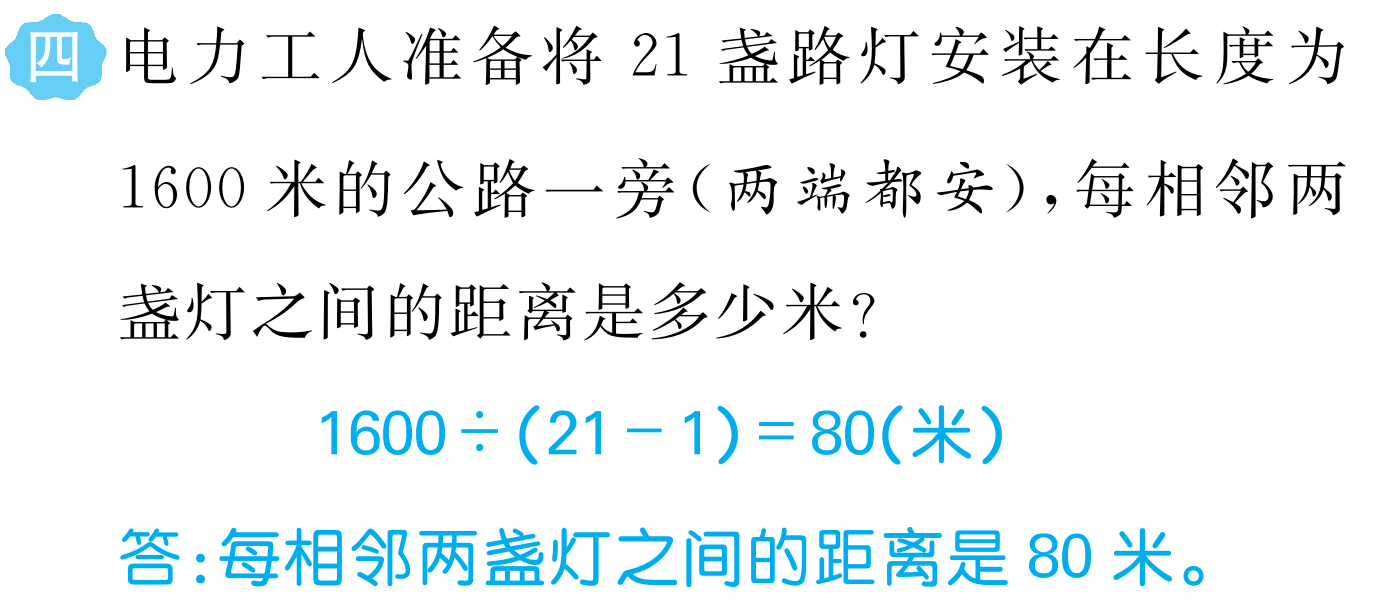 四 电力工人准备将 21 盏路灯安装在长度为
1600 米的公路一旁(两端都安),每相邻两
盏灯之间的距离是多少米?
1600÷(21-1)=80(米)
答:每相邻两盏灯之间的距离是 80 米。